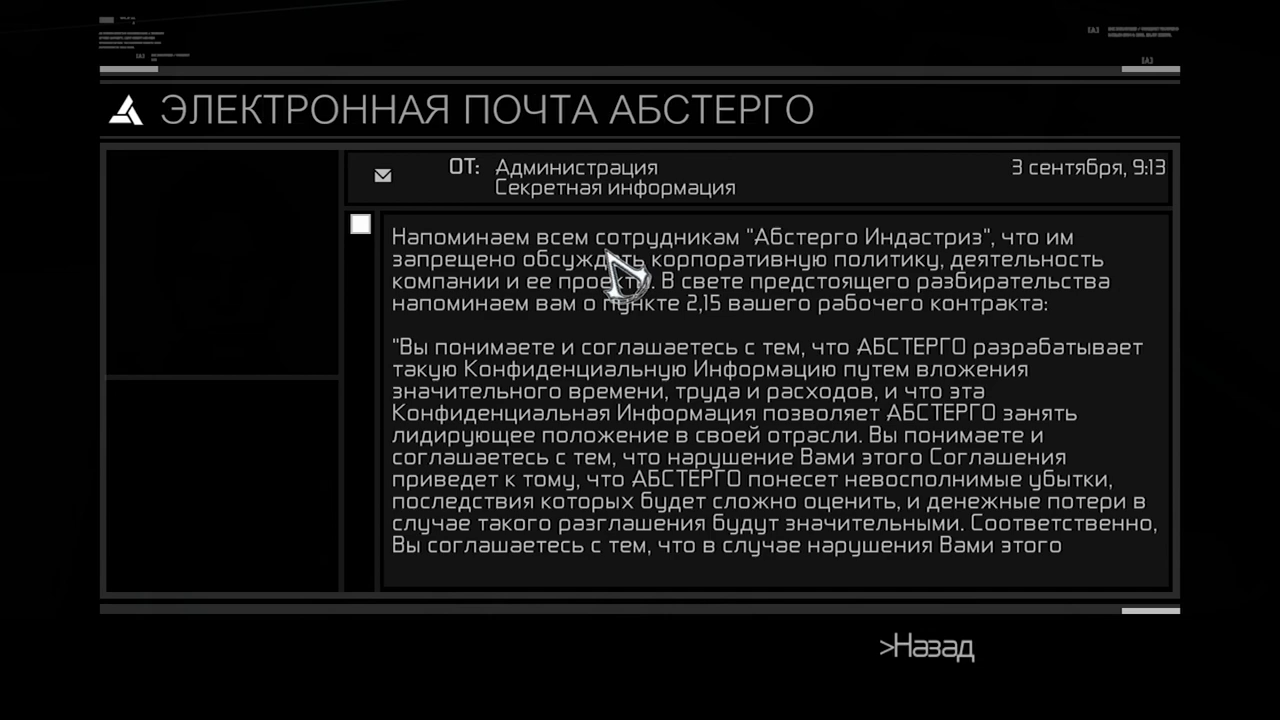 ЭЛЕКТРОННАЯ ПОЧТА АБСТЕРГО
ОТ: Администрация 3 сентября, 9:13
Секретная информация
Напоминаем всем сотрудникам "Абстерго Индастриз", что им
запрещено обсуждать корпоративную политику, деятельность
компании и ее проекты. В свете предстоящего разбирательства
напоминаем вам о пункте 2,15 вашего рабочего контракта:
"Вы понимаете и соглашаетесь с тем, что АБСТЕРГО разрабатывает
такую Конфиденциальную Информацию путем вложения
значительного времени, труда и расходов, и что эта
Конфиденциальная Информация позволяет АБСТЕРГО занять
лидирующее положение в своей отрасли. Вы понимаете и
соглашаетесь с тем, что нарушение Вами этого Соглашения
приведет к тому, что АБСТЕРГО понесет невосполнимые убытки,
последствия которых будет сложно оценить, и денежные потери в
случае такого разглашения будут значительными. Соответственно,
Вы соглашаетесь с тем, что в случае нарушения Вами этого
>Назад